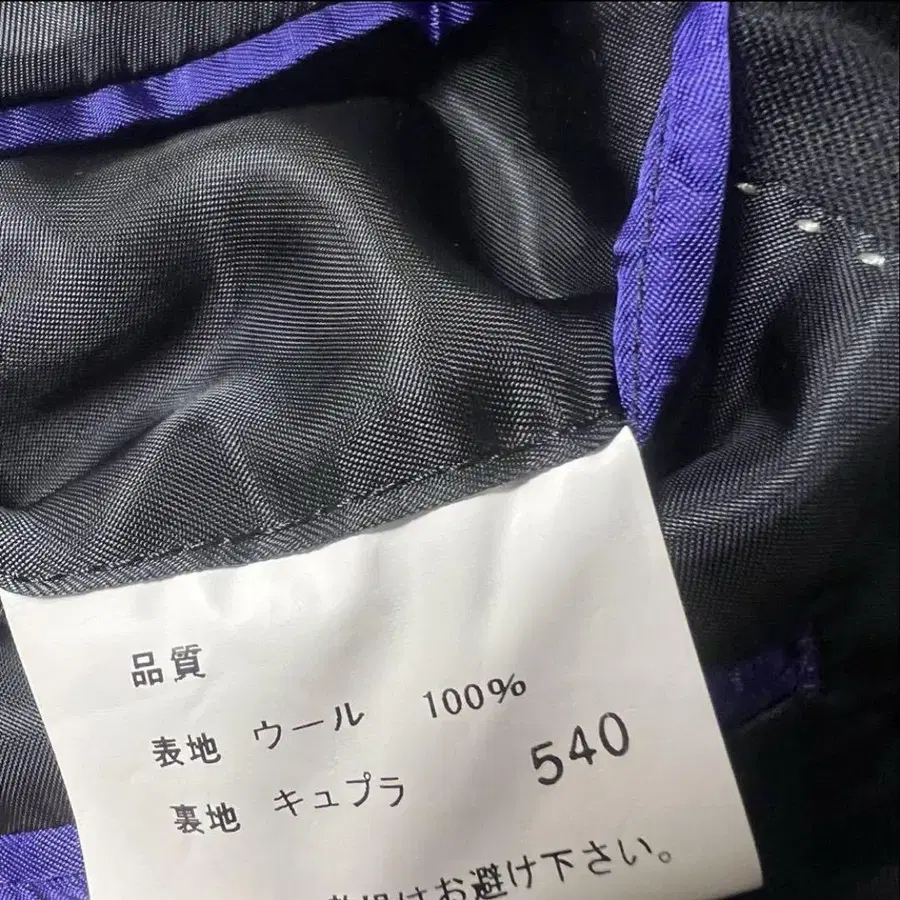 品質
表地 ウール 100%
裏地 キュプラ 540
はお避け下さい。